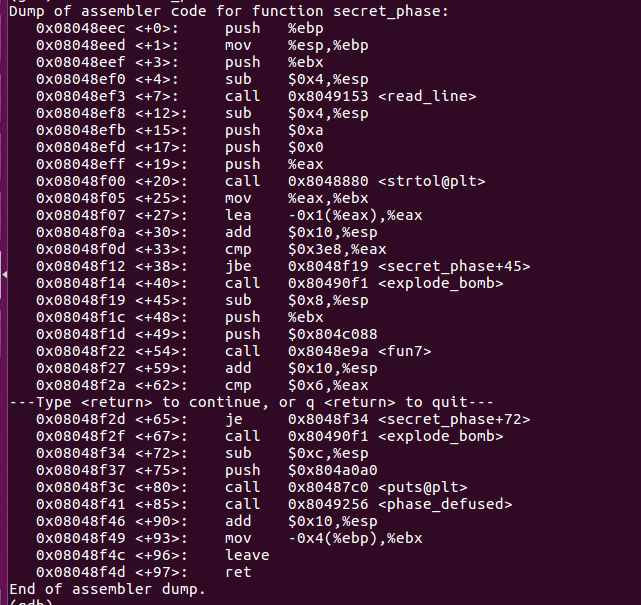 Dump of assembler code for function secret_phase:
0x08048eec <+0>: push %ebp
0x08048eed <+1>: mov %esp,%ebp
0x08048eef <+3>: push %ebx
0x08048ef0 <+4>: sub $0x4,%esp
0x08048ef3 <+7>: call 0x8049153 <read_line>
0x08048ef8 <+12>: sub $0x4,%esp
0x08048efb <+15>: push $0xa
0x08048efd <+17>: push $0x0
0x08048eff <+19>: push %eax
0x08048f00 <+20>: call 0x8048880 <strtol@plt>
0x08048f05 <+25>: mov %eax,%ebx
0x08048f07 <+27>: lea -0x1(%eax),%eax
0x08048f0a <+30>: add $0x10,%esp
0x08048f0d <+33>: cmp $0x3e8,%eax
0x08048f12 <+38>: jbe 0x8048f19 <secret_phase+45>
0x08048f14 <+40>: call 0x80490f1 <explode_bomb>
0x08048f19 <+45>: sub $0x8,%esp
0x08048f1c <+48>: push %ebx
0x08048f1d <+49>: push $0x804c088
0x08048f22 <+54>: call 0x8048e9a <fun7>
0x08048f27 <+59>: add $0x10,%esp
0x08048f2a <+62>: cmp $0x6,%eax
---Type <return> to continue, or q <return> to quit---
0x08048f2d <+65>: je 0x8048f34 <secret_phase+72>
0x08048f2f <+67>: call 0x80490f1 <explode_bomb>
0x08048f34 <+72>: sub $0xc,%esp
0x08048f37 <+75>: push $0x804a0a0
0x08048f3c <+80>: call 0x80487c0 <puts@plt>
0x08048f41 <+85>: call 0x8049256 <phase_defused>
0x08048f46 <+90>: add $0x10,%esp
0x08048f49 <+93>: mov -0x4(%ebp),%ebx
0x08048f4c <+96>: leave
0x08048f4d <+97>: ret
End of assembler dump.